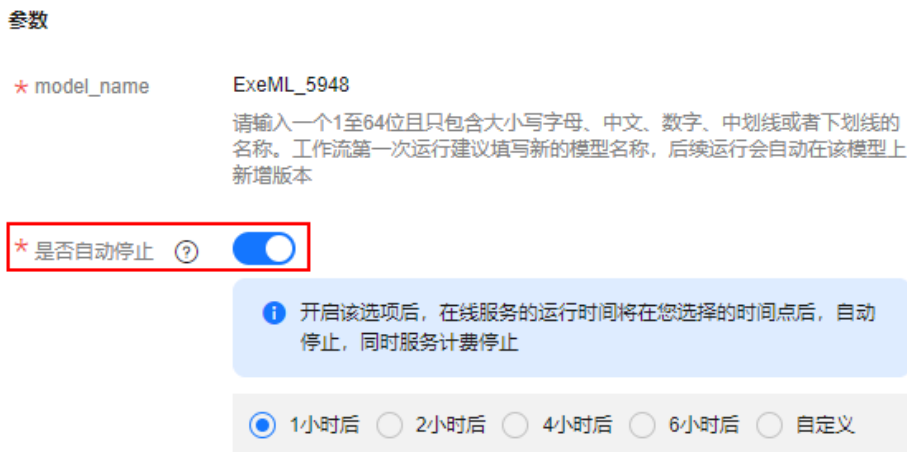 参数
* model_name ExeML_5948
请输入一个1至64位且只包含大小写字母、中文、数字、中划线或者下划线的
名称。工作流第一次运行建议填写新的模型名称，后续运行会自动在该模型上
新增版本
* 是否自动停止 ?
开启该选项后，在线服务的运行时间将在您选择的时间点后，自动
停止，同时服务计费停止
1小时后 2小时后 4小时后 6小时后 自定义